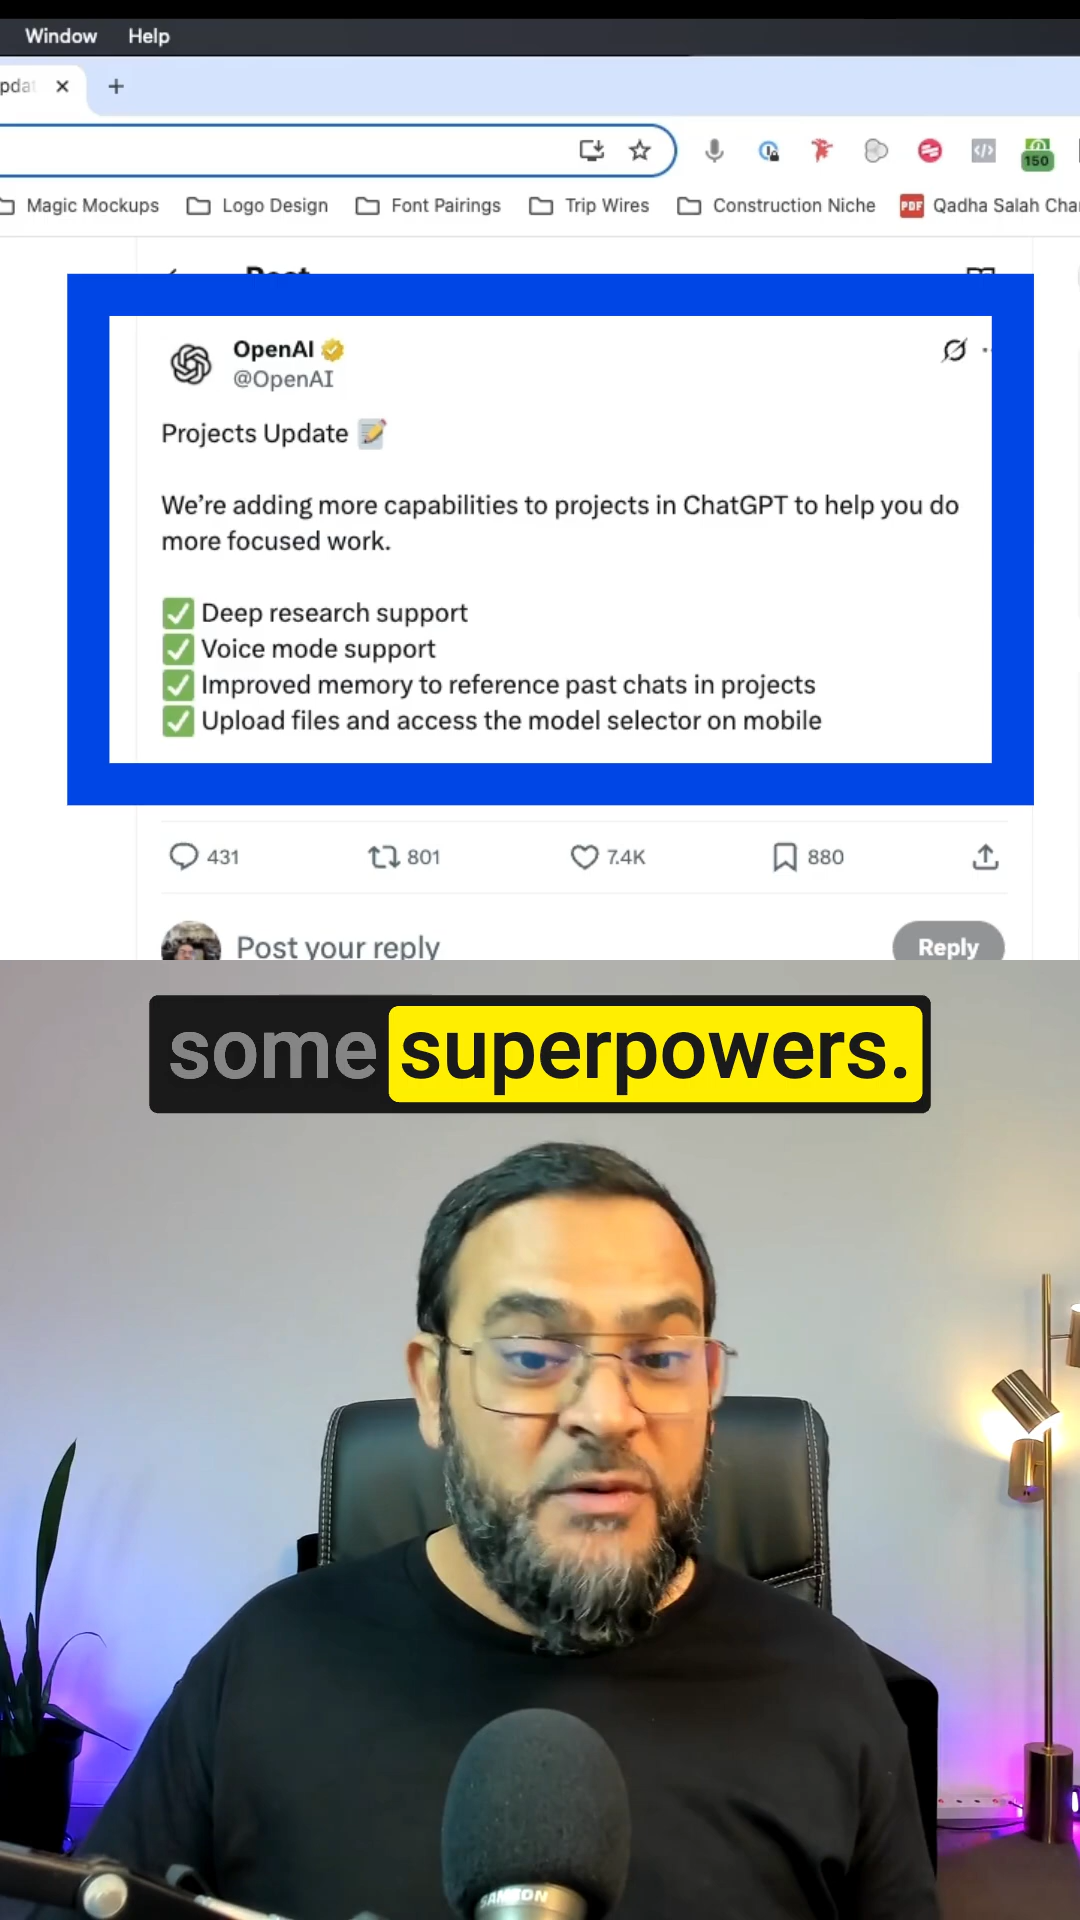 Window Help
150
Magic Mockups Logo Design Font Pairings Trip Wires Construction Niche PDF Qadha Salah
Post
OpenAI
@OpenAI
Projects Update 📝
We’re adding more capabilities to projects in ChatGPT to help you do
more focused work.
✅ Deep research support
✅ Voice mode support
✅ Improved memory to reference past chats in projects
✅ Upload files and access the model selector on mobile
431 801 7.4K 880
Post your reply Reply
some superpowers.
SAMSON